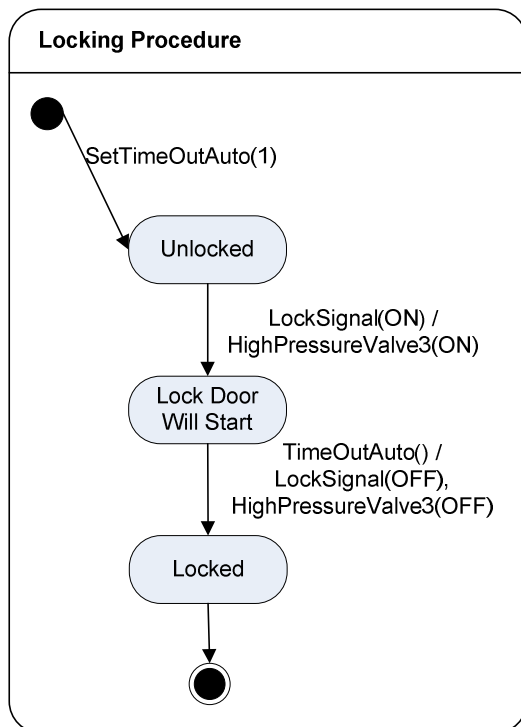 Locking Procedure
SetTimeOutAuto(1)
Unlocked
LockSignal(ON) /
HighPressureValve3(ON)
Lock Door
Will Start
TimeOutAuto() /
LockSignal(OFF),
HighPressureValve3(OFF)
Locked